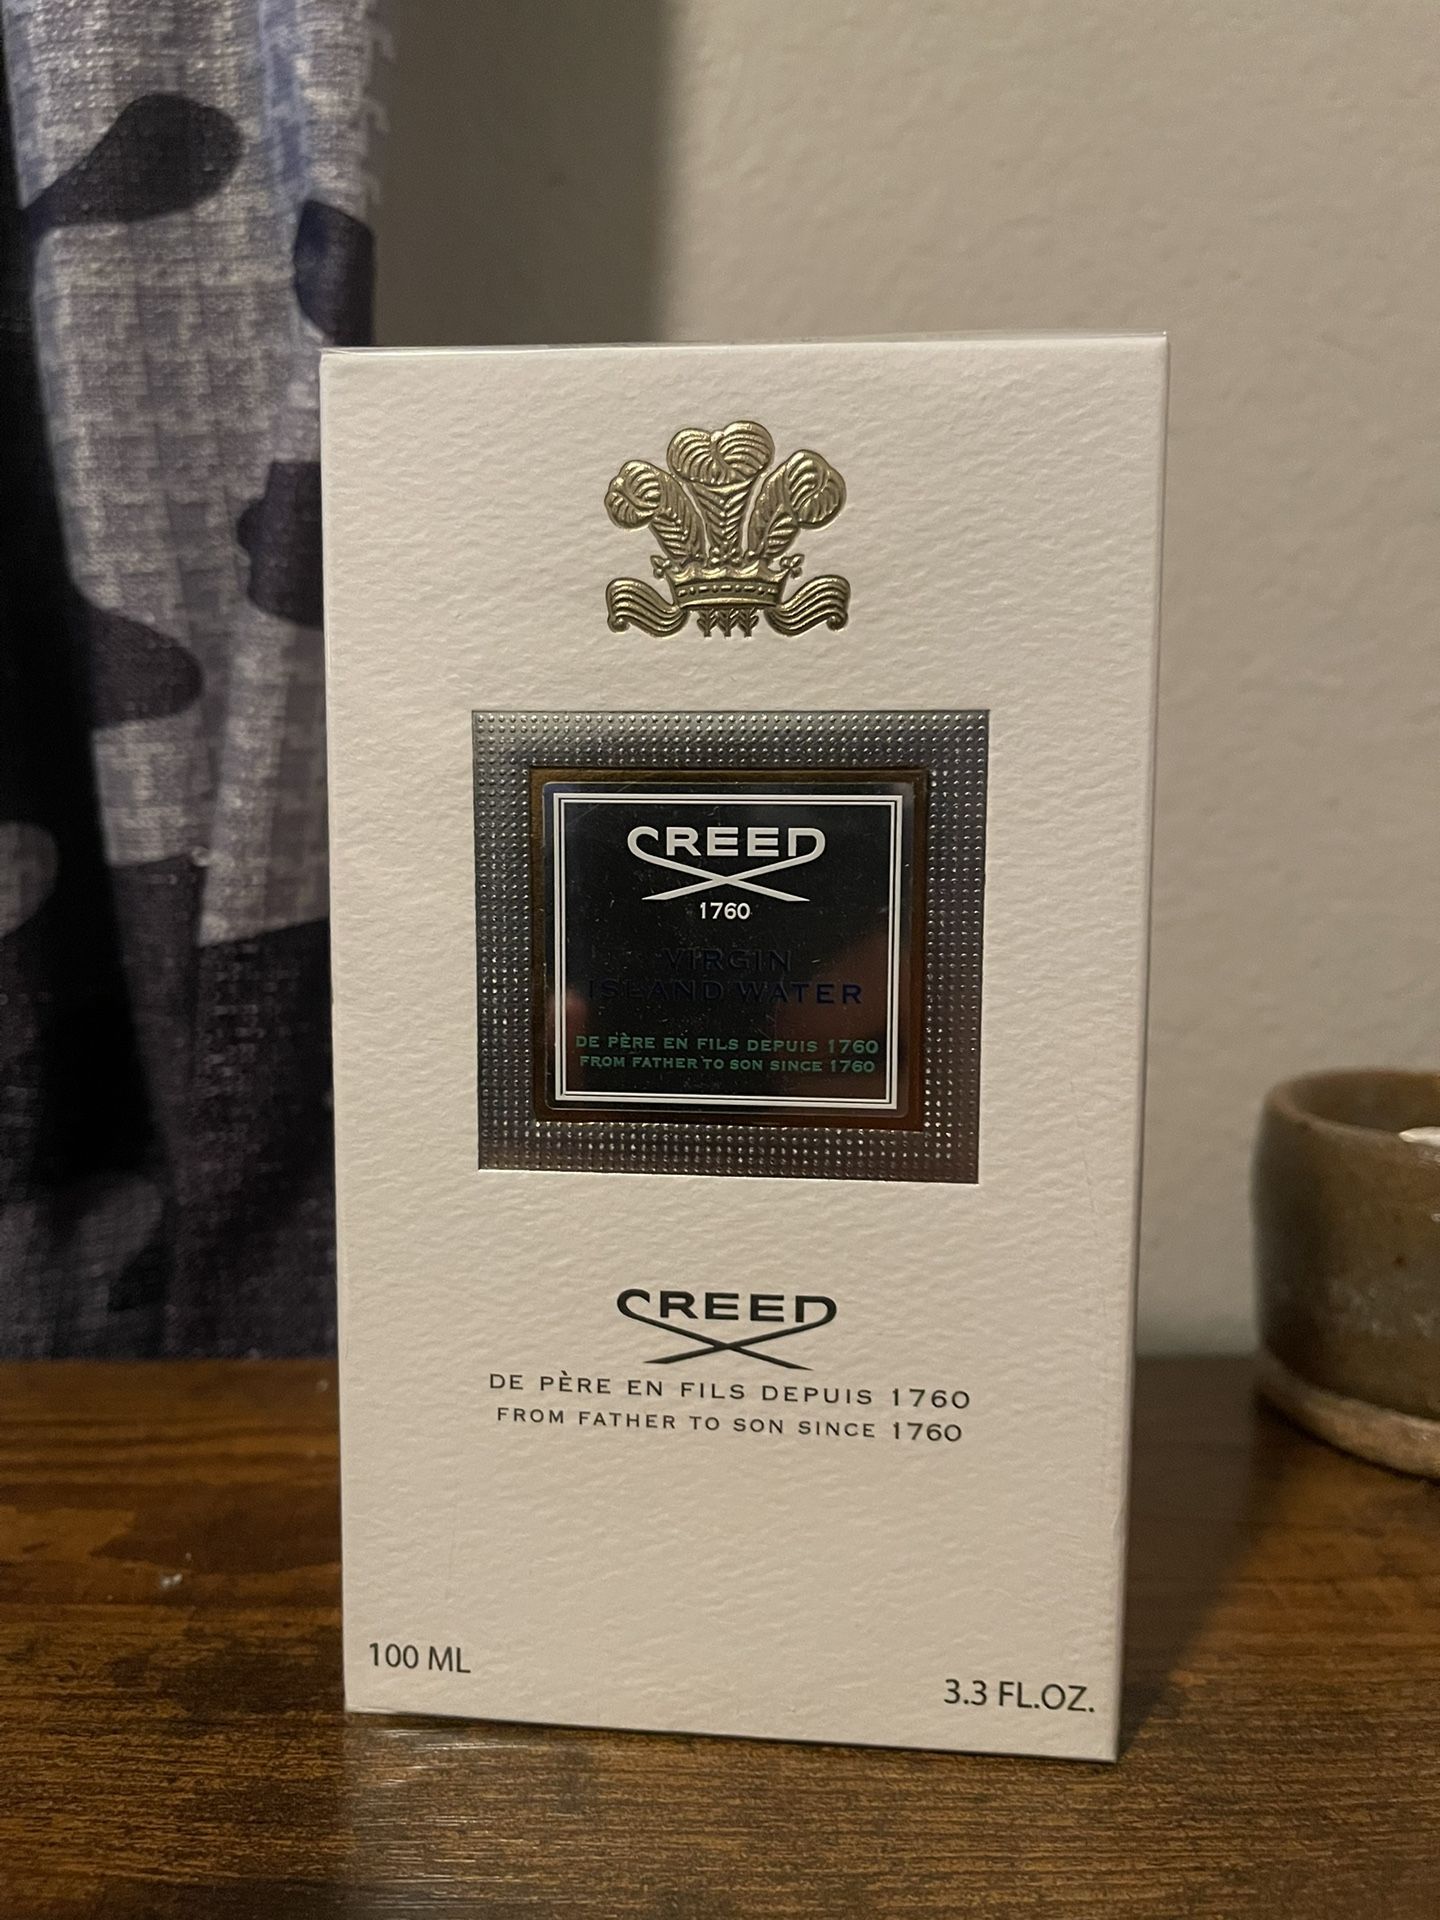 CREED
1760
VIRGIN
ISLAND WATER
DE PÈRE EN FILS DEPUIS 1760
FROM FATHER TO SON SINCE 1760
CREED
DE PÈRE EN FILS DEPUIS 1760
FROM FATHER TO SON SINCE 1760
100 ML
3.3 FL.OZ.